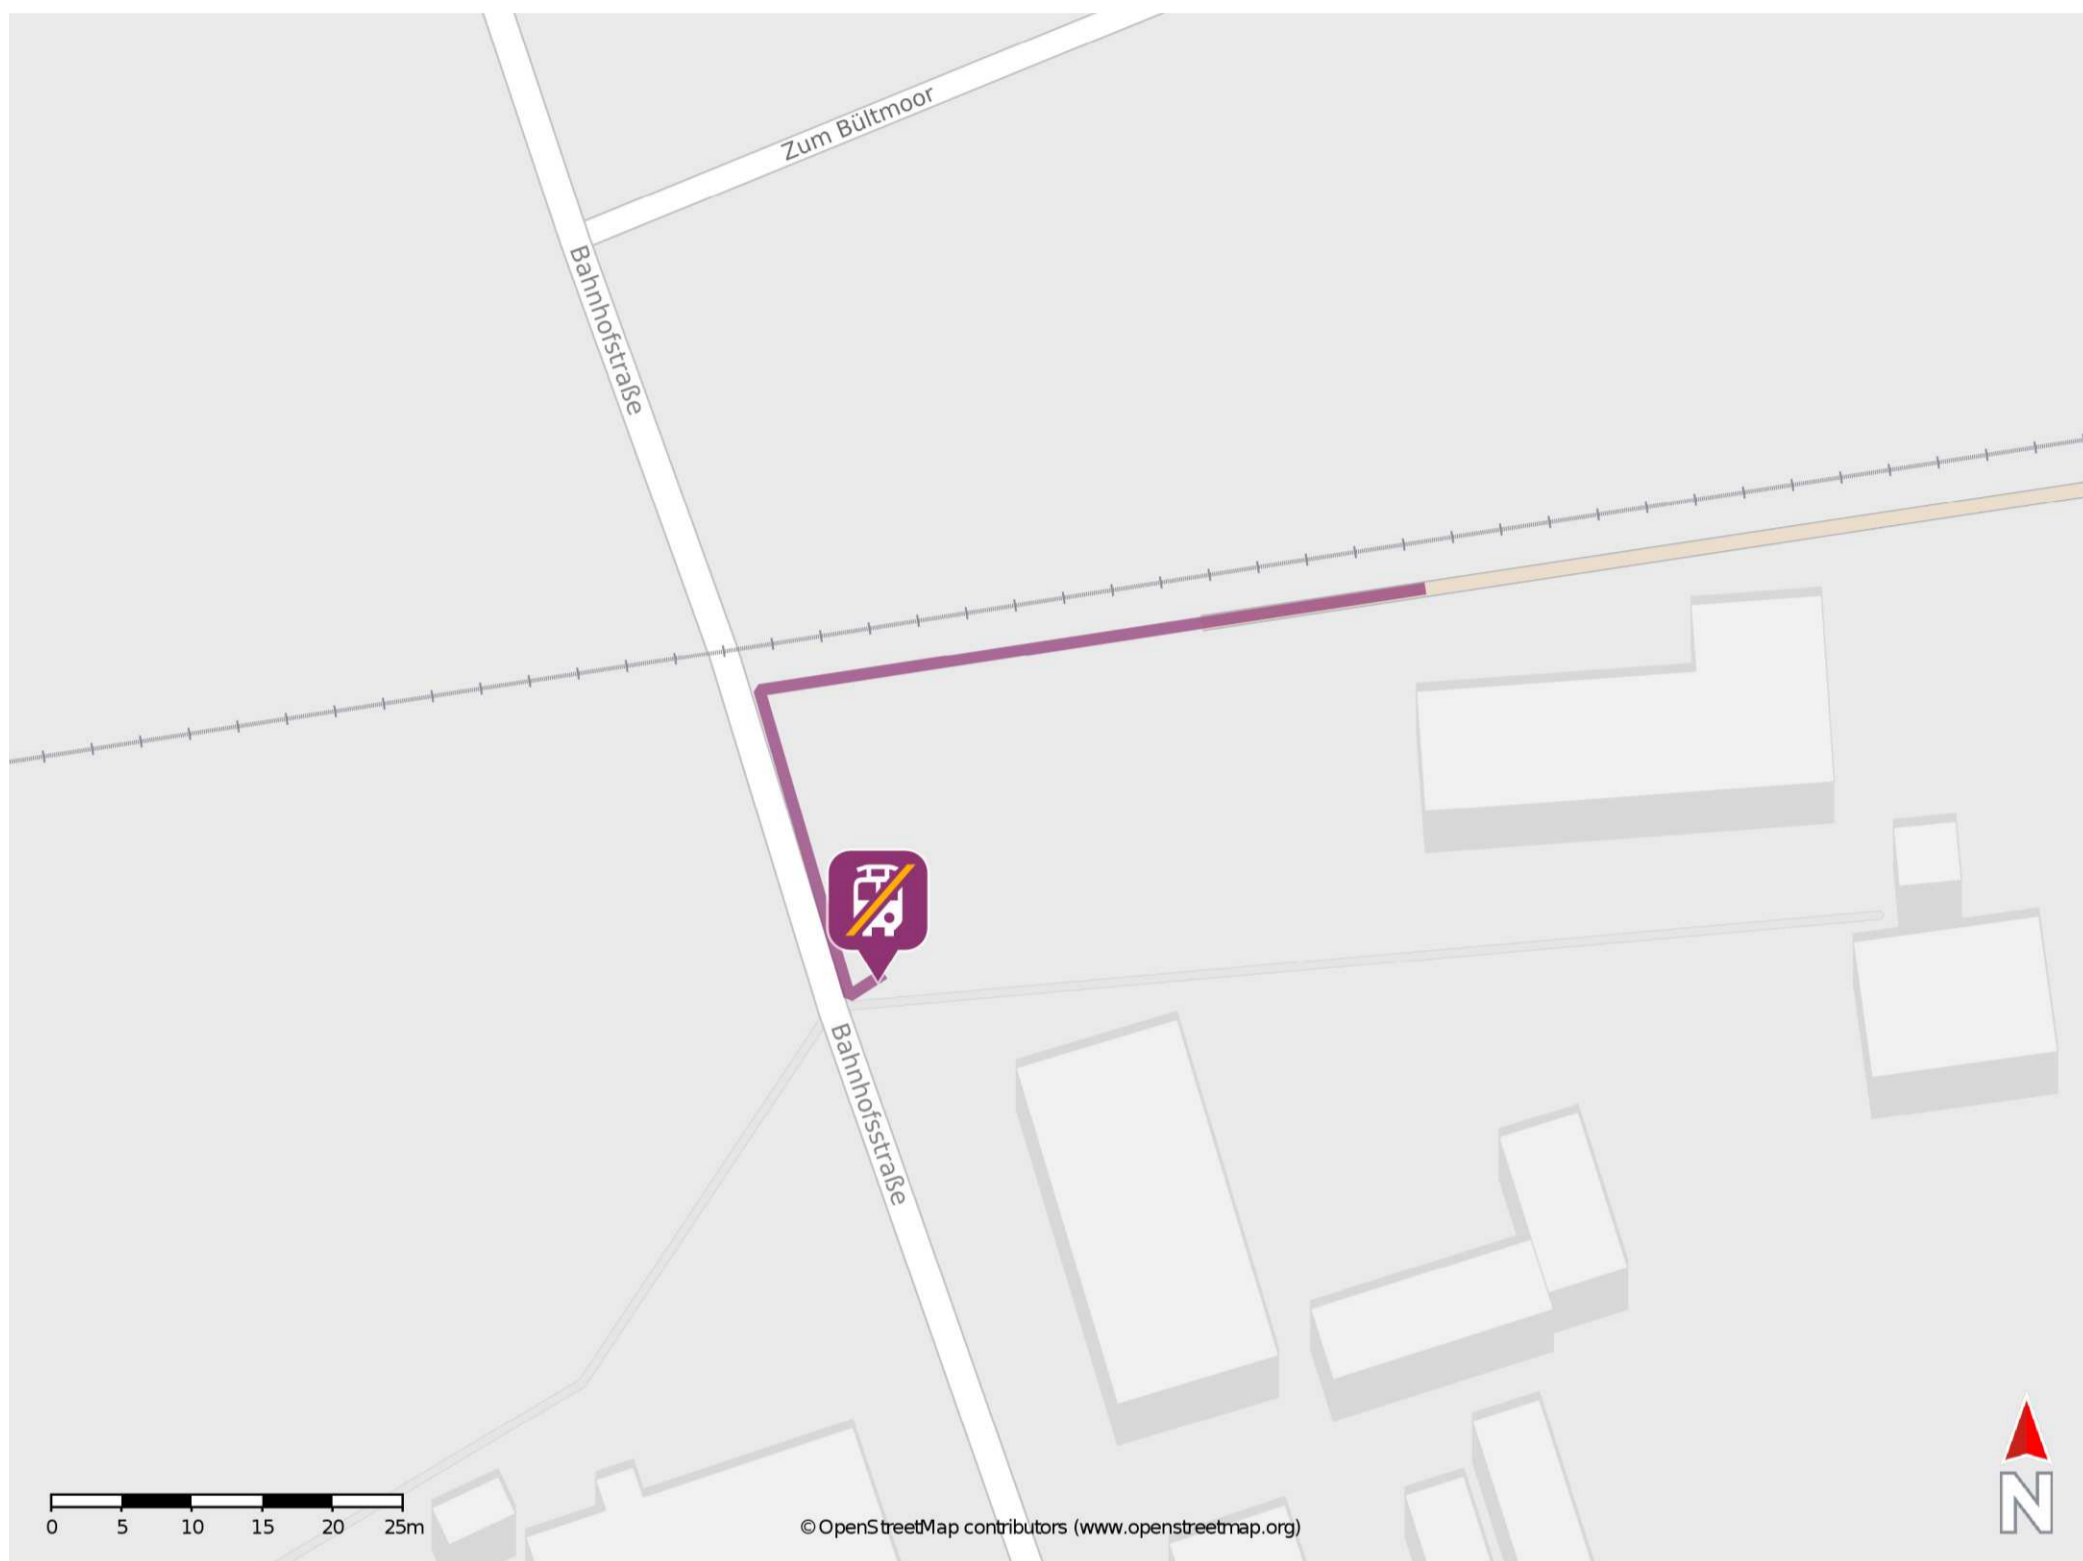 Zum Bültmoor
Bahnhofstraße
Bahnhofsstraße
0 5 10 15 20 25m
© OpenStreetMap contributors (www.openstreetmap.org)
N